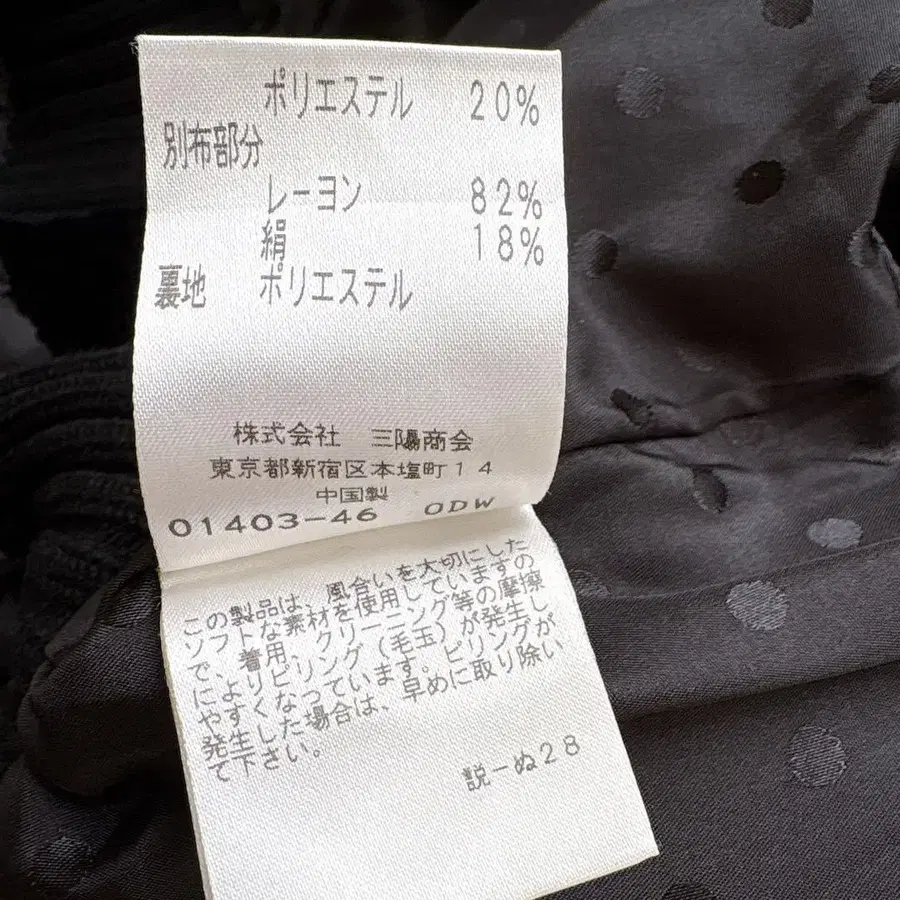 ポリエステル 20%
別布部分
レーヨン 82%
絹 18%
裏地 ポリエステル
株式会社 三陽商会
東京都新宿区本塩町14
中国製
01403-46 0DW
この製品は、風合いを大切にした
ソフトな素材を使用していますの
で、着用、クリーニング等の摩擦
によりピリング(毛玉)が発生し
やすくなっています。ピリングが
発生した場合は、早めに取り除い
て下さい。
説ーぬ28